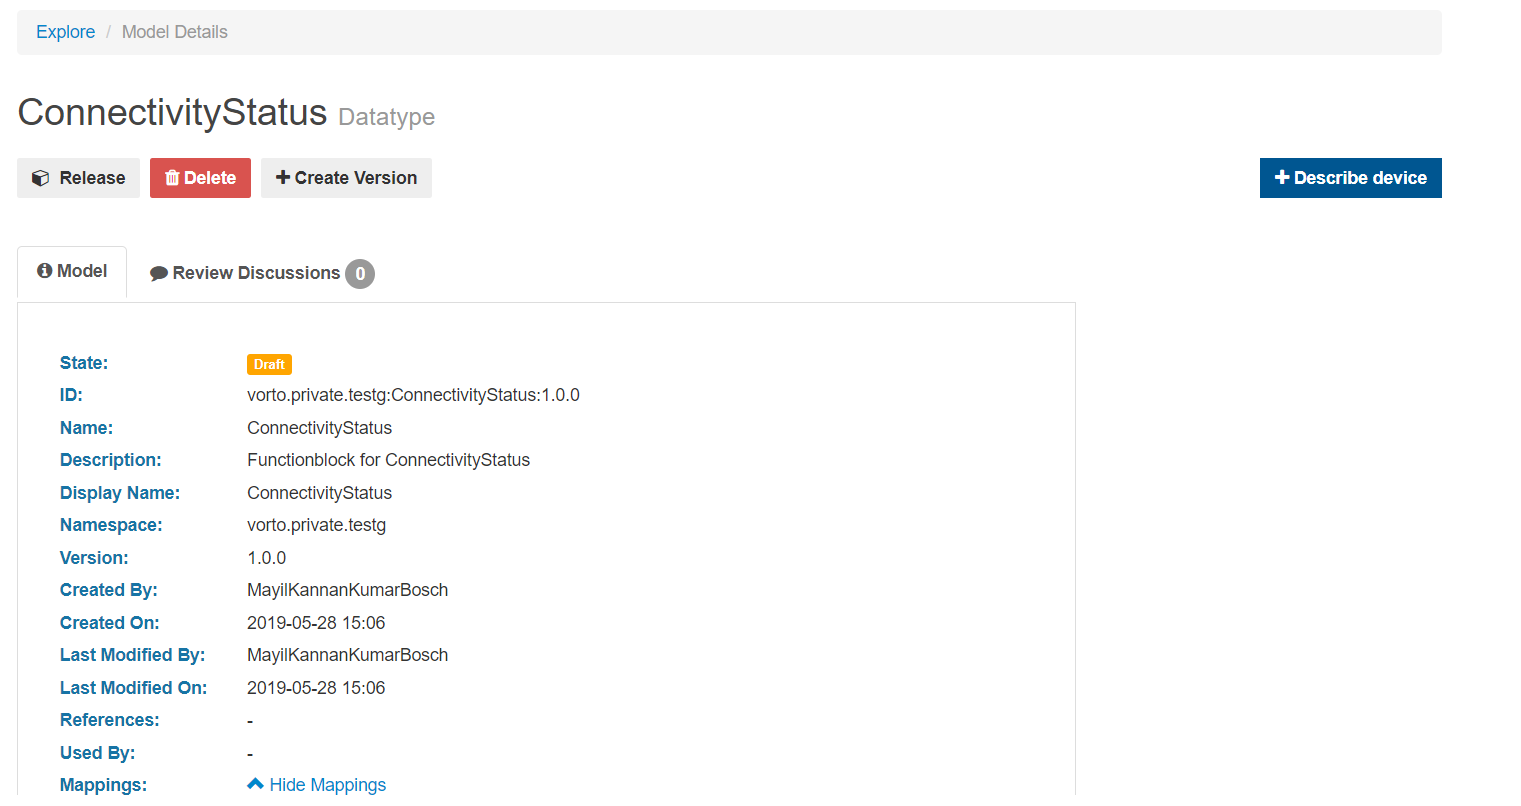 Explore / Model Details
ConnectivityStatus Datatype
Release Delete Create Version Describe device
Model Review Discussions 0
State: Draft
ID: vorto.private.testg:ConnectivityStatus:1.0.0
Name: ConnectivityStatus
Description: Functionblock for ConnectivityStatus
Display Name: ConnectivityStatus
Namespace: vorto.private.testg
Version: 1.0.0
Created By: MayilKannanKumarBosch
Created On: 2019-05-28 15:06
Last Modified By: MayilKannanKumarBosch
Last Modified On: 2019-05-28 15:06
References: -
Used By: -
Mappings: Hide Mappings